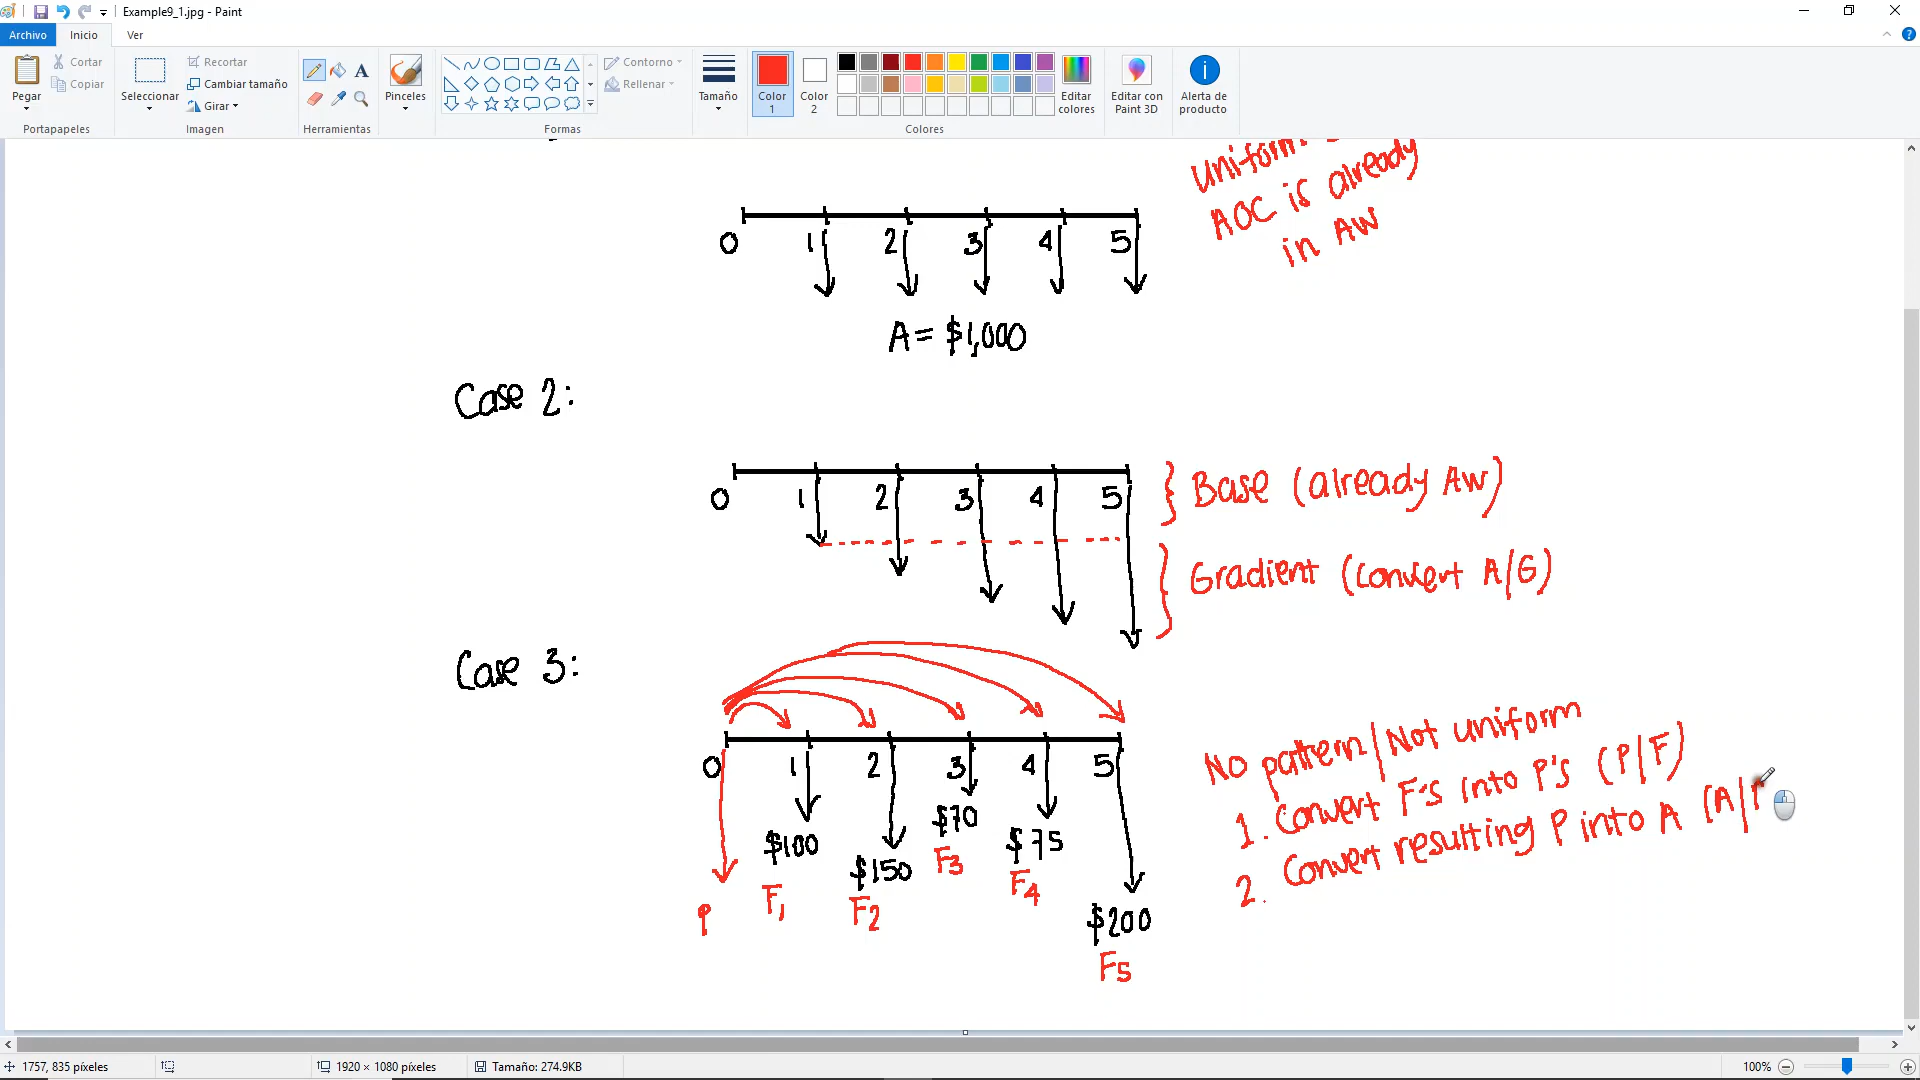 Example9_1.jpg - Paint
Archivo Inicio Ver
Pegar
Cortar
Copiar
Portapapeles
Seleccionar
Recortar
Cambiar tamaño
Girar
Imagen
A
Herramientas
Pinceles
Contorno
Rellenar
Formas
Tamaño
Color 1
Color 2
Editar colores
Colores
Editar con Paint 3D
Alerta de producto
AOC is already
in AW
0 1 2 3 4 5
A = $1,000
Case 2:
0 1 2 3 4 5
Base (already AW)
Gradient (convert A/G)
Case 3:
0 1 2 3 4 5
$100 $150 $70 $75 $200
P F1 F2 F3 F4 F5
No pattern/Not uniform
1. Convert F's into P's (P/F)
2. Convert resulting P into A (A/
1757, 835 píxeles
1920 × 1080 píxeles
Tamaño: 274.9KB
100%